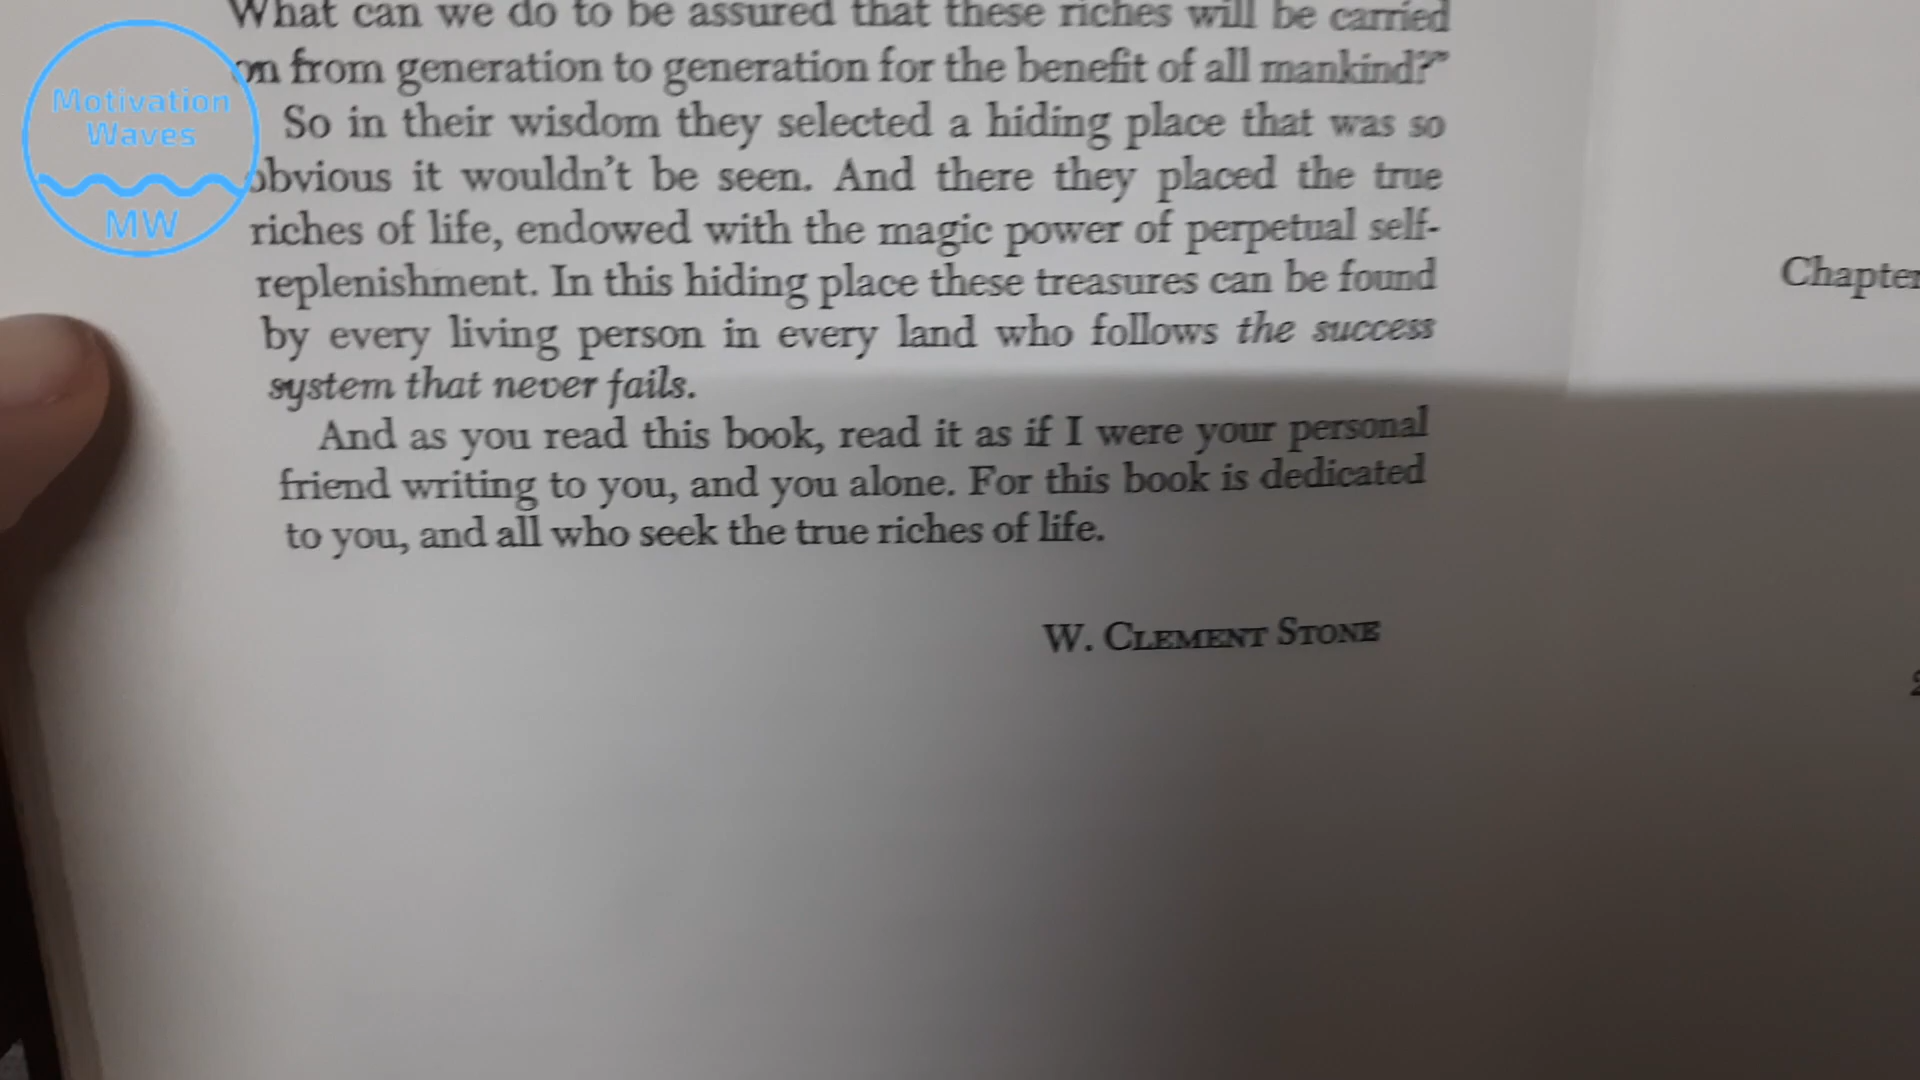 Motivation
Waves
MW
What can we do to be assured that these riches will be carried
on from generation to generation for the benefit of all mankind?"
So in their wisdom they selected a hiding place that was so
obvious it wouldn't be seen. And there they placed the true
riches of life, endowed with the magic power of perpetual self-
replenishment. In this hiding place these treasures can be found
by every living person in every land who follows the success
system that never fails.
And as you read this book, read it as if I were your personal
friend writing to you, and you alone. For this book is dedicated
to you, and all who seek the true riches of life.
W. CLEMENT STONE
Chapter